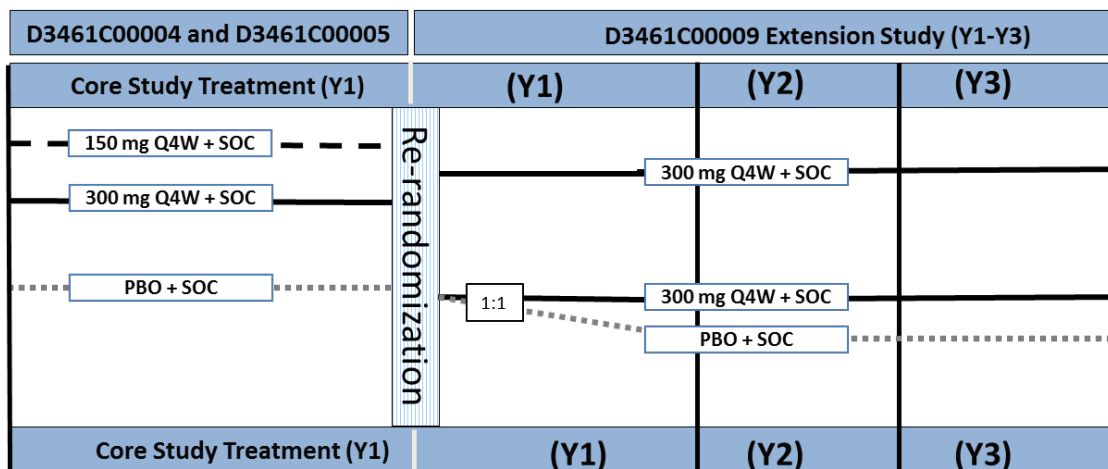 D3461C00004 and D3461C00005
D3461C00009 Extension Study (Y1-Y3)
Core Study Treatment (Y1)
(Y1)
(Y2)
(Y3)
150 mg Q4W + SOC
300 mg Q4W + SOC
PBO + SOC
Re-randomization
300 mg Q4W + SOC
1:1
300 mg Q4W + SOC
PBO + SOC
Core Study Treatment (Y1)
(Y1)
(Y2)
(Y3)